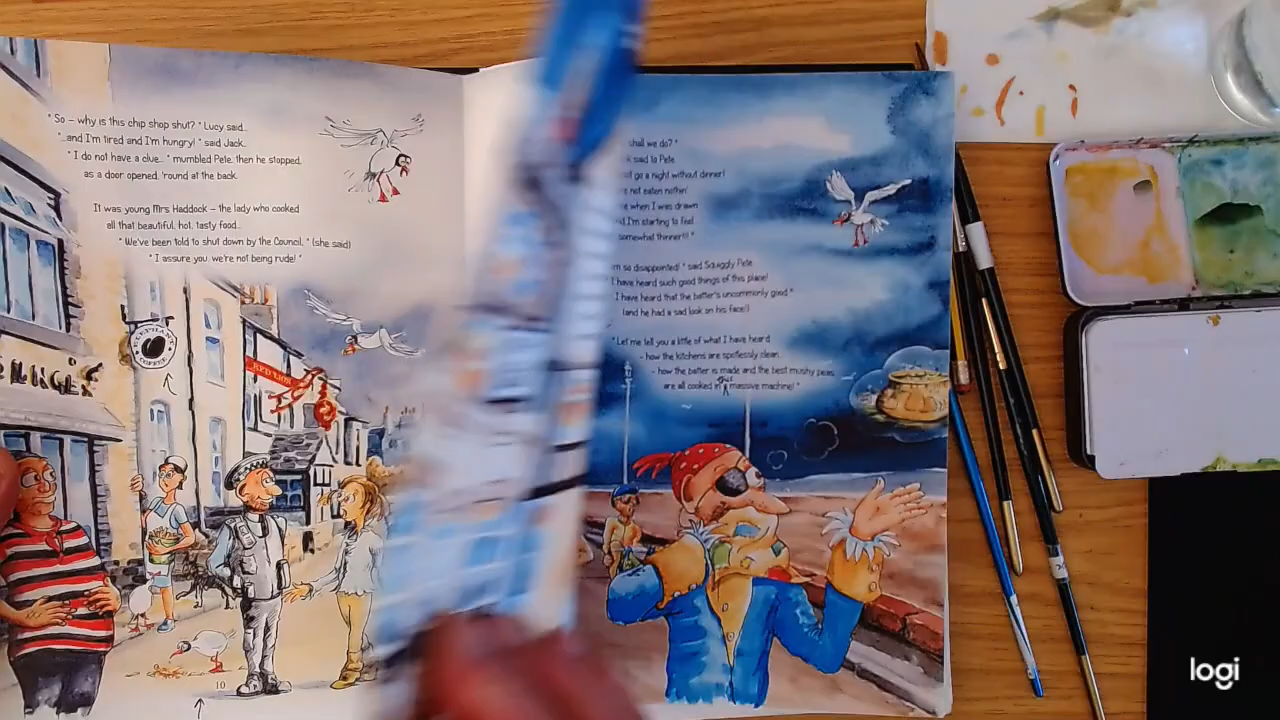 "So – why is this chip shop shut?" Lucy said...
"...and I'm tired and I'm hungry!" said Jack...
"I do not have a clue..." mumbled Pete, then he stopped,
as a door opened, 'round at the back.
It was young Mrs Haddock – the lady who cooked
all that beautiful, hot, tasty food...
"We've been told to shut down by the Council," (she said)
"I assure you, we're not being rude!"
COFFEE
RED LION
10
shall we do?"
said to Pete.
go a night without dinner!
not eaten nothin'
when I was drawn
I'm starting to feel
somewhat thinner!!!"
so disappointed!" said Squiggly Pete.
I have heard such good things of this place!
I have heard that the batter's uncommonly good"
(and he had a sad look on his face!)
"Let me tell you a little of what I have heard
- how the kitchens are spotlessly clean,
- how the batter is made and the best mushy peas
are all cooked in this massive machine!"
logi